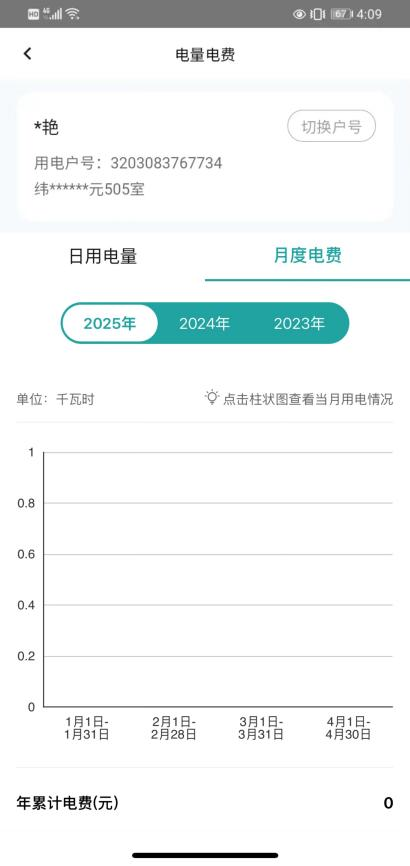 HD 4G 67 4:09
电量电费
*艳
切换户号
用电户号：3203083767734
纬******元505室
日用电量
月度电费
2025年 2024年 2023年
单位：千瓦时
点击柱状图查看当月用电情况
1
0.8
0.6
0.4
0.2
0
1月1日-
1月31日
2月1日-
2月28日
3月1日-
3月31日
4月1日-
4月30日
年累计电费(元) 0